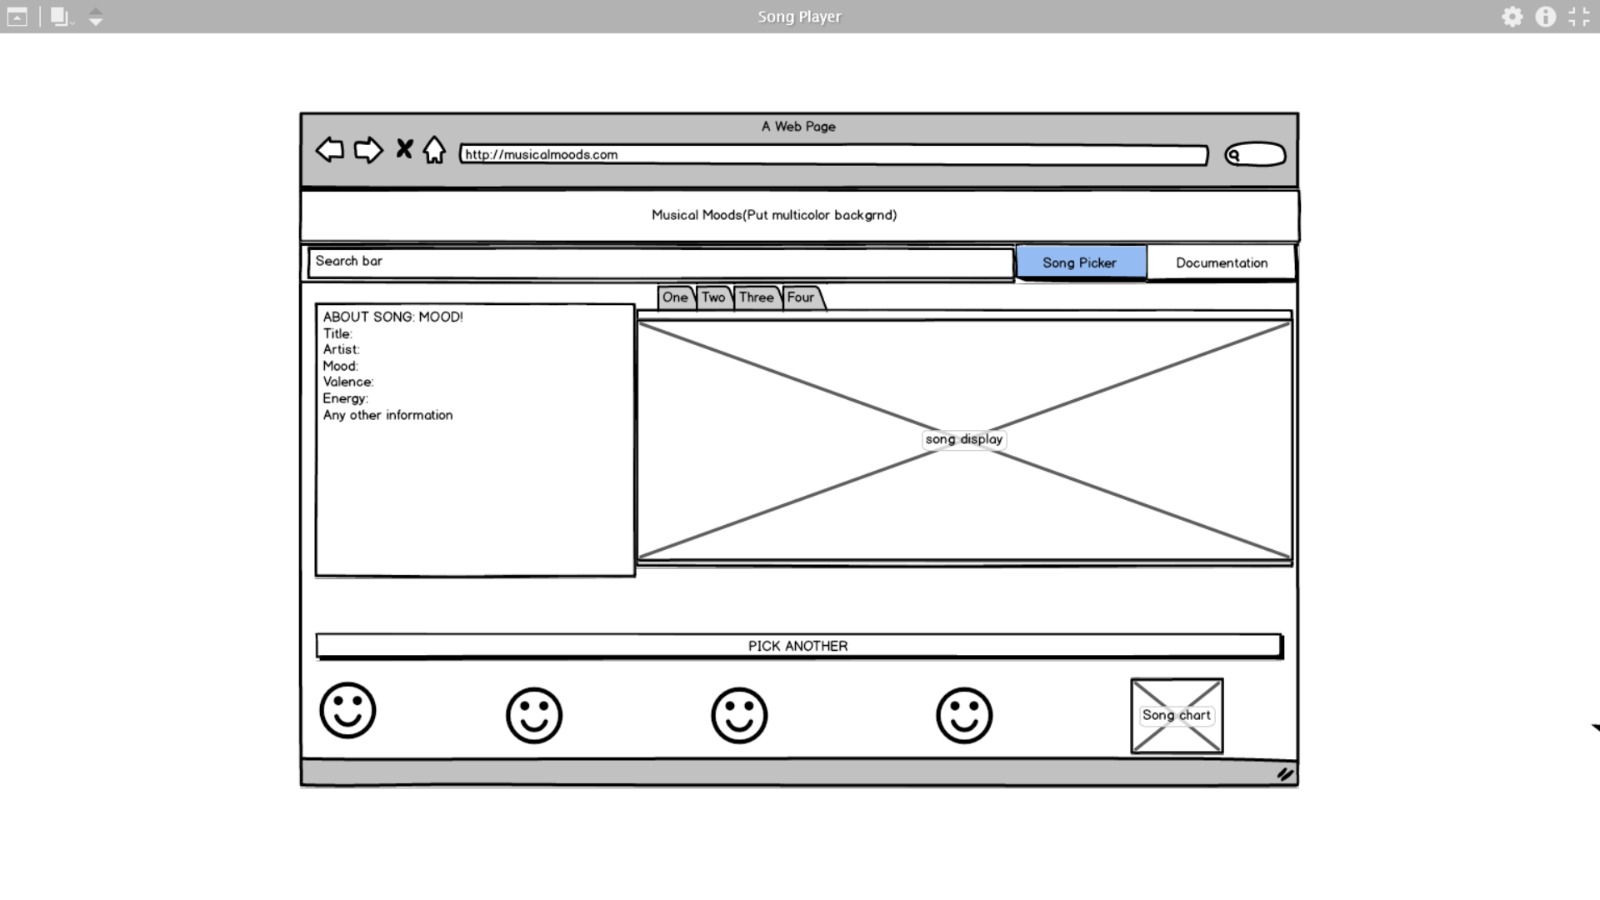 Song Player
A Web Page
http://musicalmoods.com
Musical Moods(Put multicolor backgrnd)
Search bar
Song Picker
Documentation
One
Two
Three
Four
ABOUT SONG: MOOD!
Title:
Artist:
Mood:
Valence:
Energy:
Any other information
song display
PICK ANOTHER
Song chart